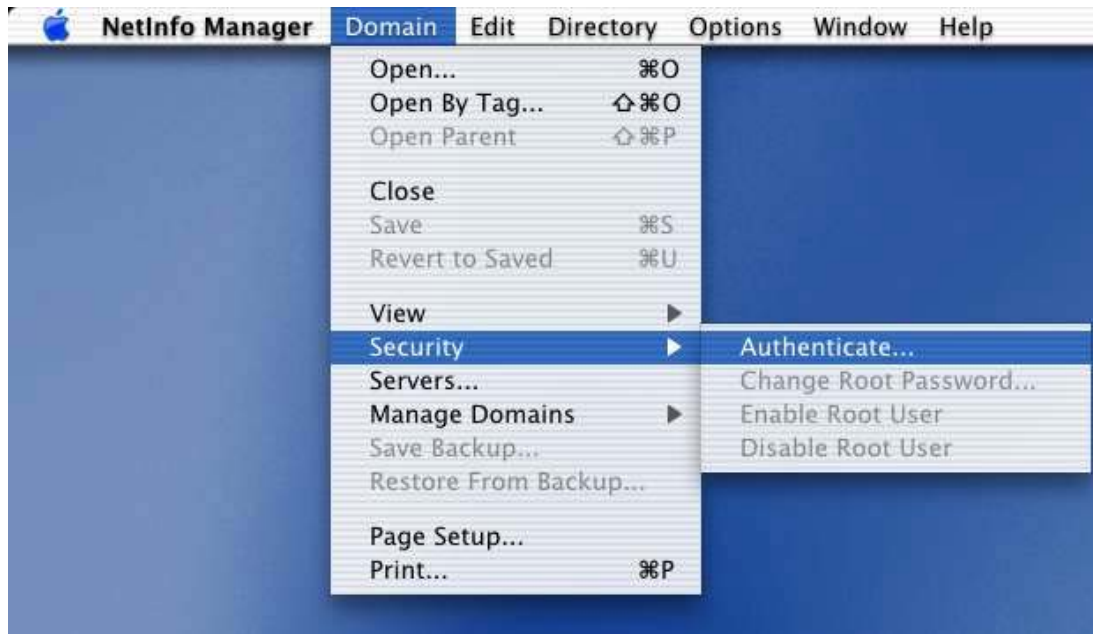 NetInfo Manager Domain Edit Directory Options Window Help
Open... ⌘O
Open By Tag... ⇧⌘O
Open Parent ⇧⌘P
Close
Save ⌘S
Revert to Saved ⌘U
View
Security
Servers...
Manage Domains
Save Backup...
Restore From Backup...
Page Setup...
Print... ⌘P
Authenticate...
Change Root Password...
Enable Root User
Disable Root User